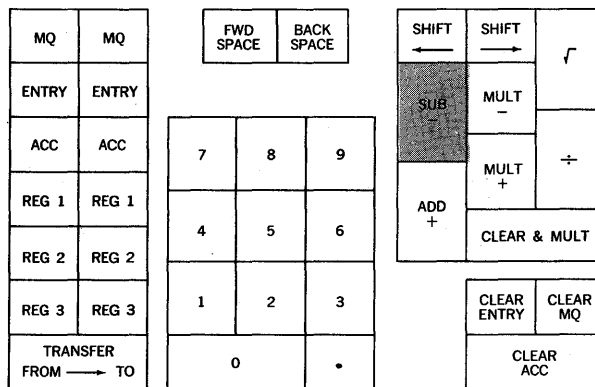 MQ MQ
ENTRY ENTRY
ACC ACC
REG 1 REG 1
REG 2 REG 2
REG 3 REG 3
TRANSFER
FROM → TO
FWD
SPACE
BACK
SPACE
7 8 9
4 5 6
1 2 3
0 .
SHIFT
←
SHIFT
→
√
SUB
−
MULT
−
÷
ADD
+
MULT
+
CLEAR & MULT
CLEAR
ENTRY
CLEAR
MQ
CLEAR
ACC